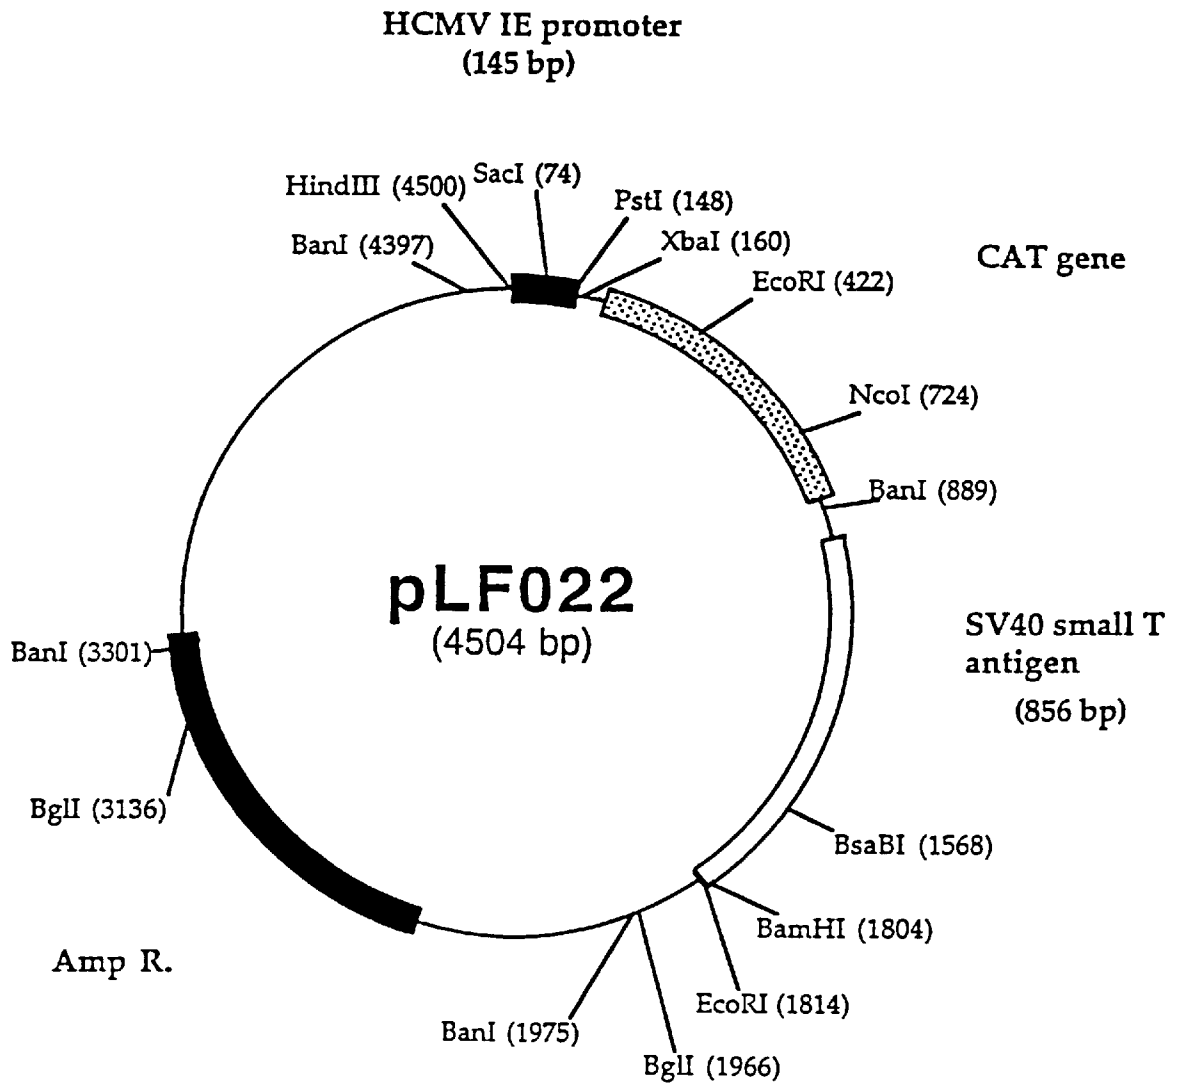 HCMV IE promoter
(145 bp)
HindIII (4500)
SacI (74)
PstI (148)
BanI (4397)
XbaI (160)
CAT gene
EcoRI (422)
NcoI (724)
BanI (889)
pLF022
(4504 bp)
SV40 small T
antigen
(856 bp)
BanI (3301)
BglI (3136)
BsaBI (1568)
BamHI (1804)
Amp R.
EcoRI (1814)
BanI (1975)
BglI (1966)